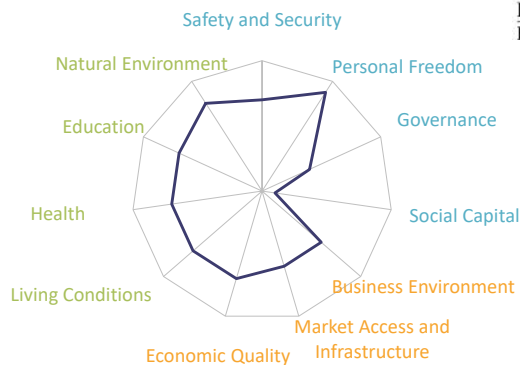 Safety and Security
Natural Environment
Personal Freedom
Education
Governance
Health
Social Capital
Living Conditions
Business Environment
Market Access and
Infrastructure
Economic Quality